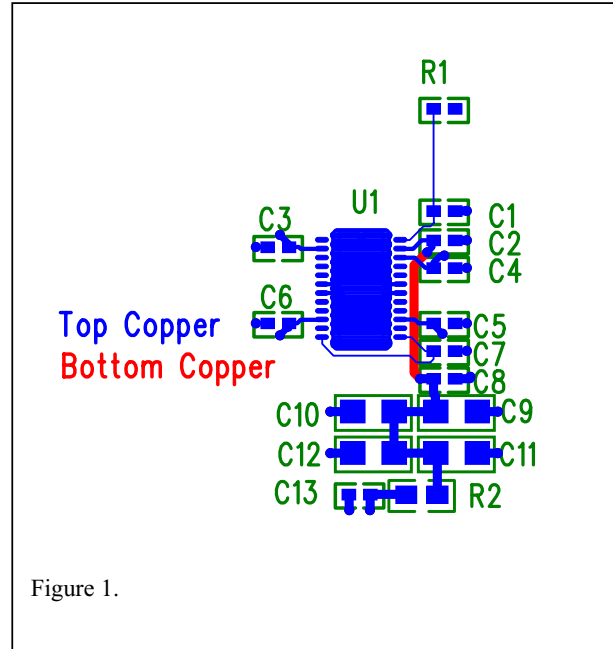 R1
U1
C3
C1
C2
C4
C6
Top Copper
C5
Bottom Copper
C7
C8
C10
C9
C12
C11
C13
R2
Figure 1.